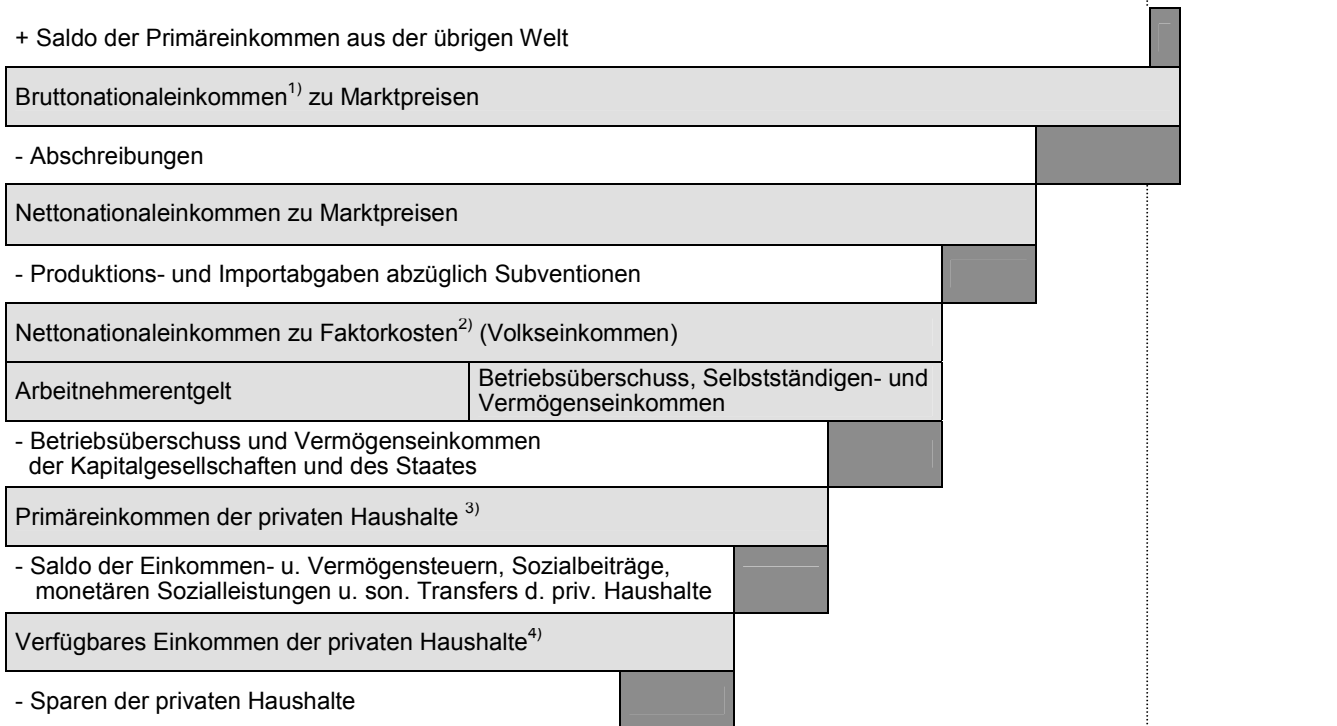 + Saldo der Primäreinkommen aus der übrigen Welt
Bruttonationaleinkommen1) zu Marktpreisen
- Abschreibungen
Nettonationaleinkommen zu Marktpreisen
- Produktions- und Importabgaben abzüglich Subventionen
Nettonationaleinkommen zu Faktorkosten2) (Volkseinkommen)
Arbeitnehmerentgelt
Betriebsüberschuss, Selbstständigen- und
Vermögenseinkommen
- Betriebsüberschuss und Vermögenseinkommen
der Kapitalgesellschaften und des Staates
Primäreinkommen der privaten Haushalte 3)
- Saldo der Einkommen- u. Vermögensteuern, Sozialbeiträge,
monetären Sozialleistungen u. son. Transfers d. priv. Haushalte
Verfügbares Einkommen der privaten Haushalte4)
- Sparen der privaten Haushalte